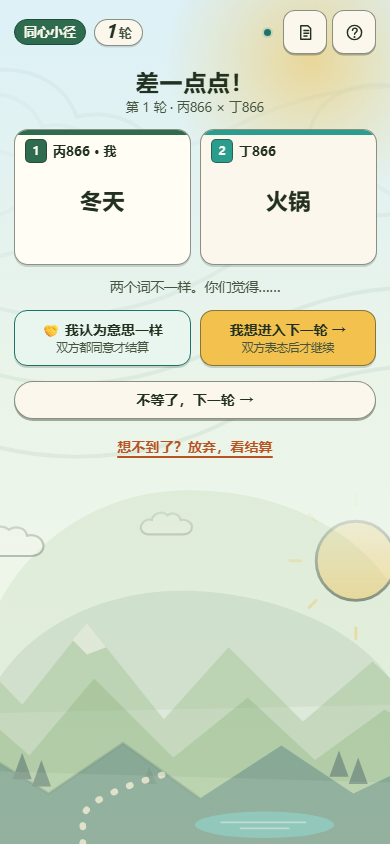 同心小径
1轮
差一点点!
第 1 轮 · 丙866 × 丁866
1 丙866 • 我
冬天
2 丁866
火锅
两个词不一样。你们觉得……
🤝 我认为意思一样
双方都同意才结算
我想进入下一轮 →
双方表态后才继续
不等了，下一轮 →
想不到了？放弃，看结算